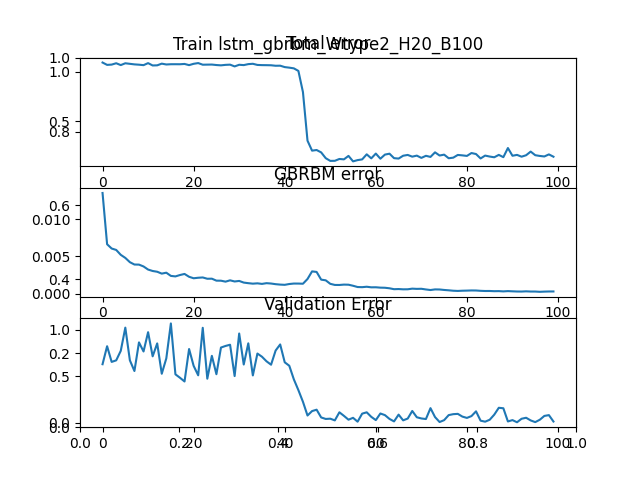 Train lstm_gbrbm_Wtype2_H20_B100
Total error
1.0
1.0
0.5
0.8
0 20 40 60 80 100
GBRBM error
0.6
0.010
0.005
0.4
0.000
0 20 40 60 80 100
Validation Error
1.0
0.2
0.5
0.0
0.0
0.0 0 0.2 20 0.4 40 0.6 60 0.8 80 100 1.0